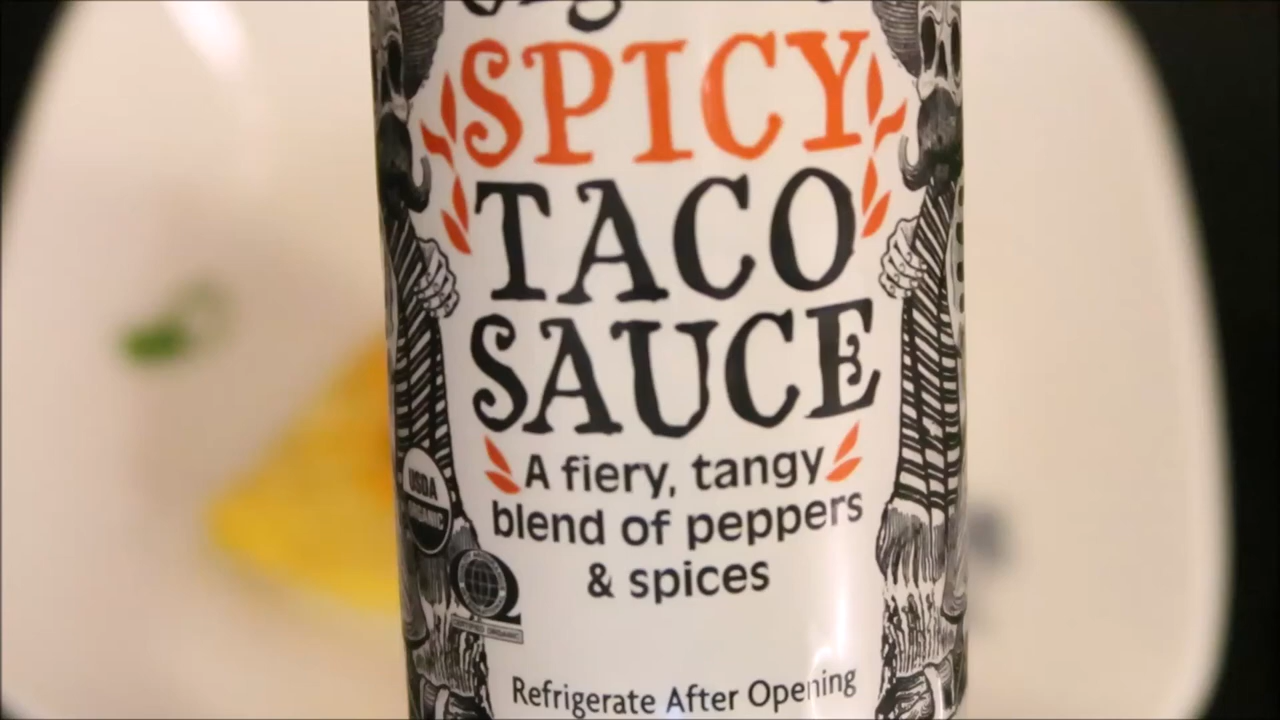 SPICY
TACO
SAUCE
A fiery, tangy
blend of peppers
& spices
USDA
ORGANIC
Refrigerate After Opening